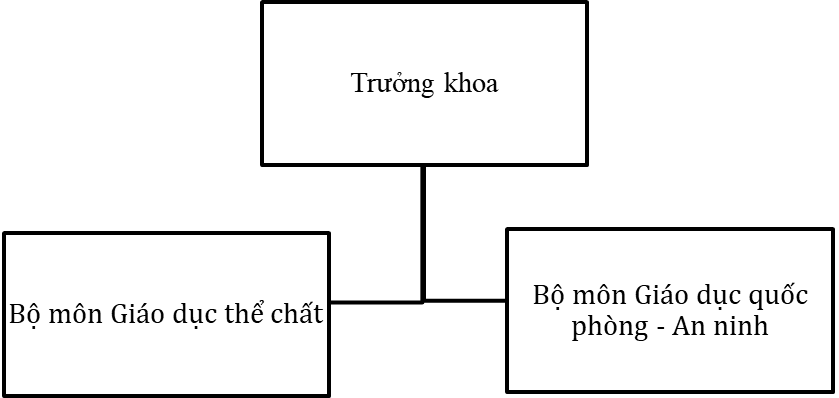 Trưởng khoa
Bộ môn Giáo dục thể chất
Bộ môn Giáo dục quốc
phòng - An ninh